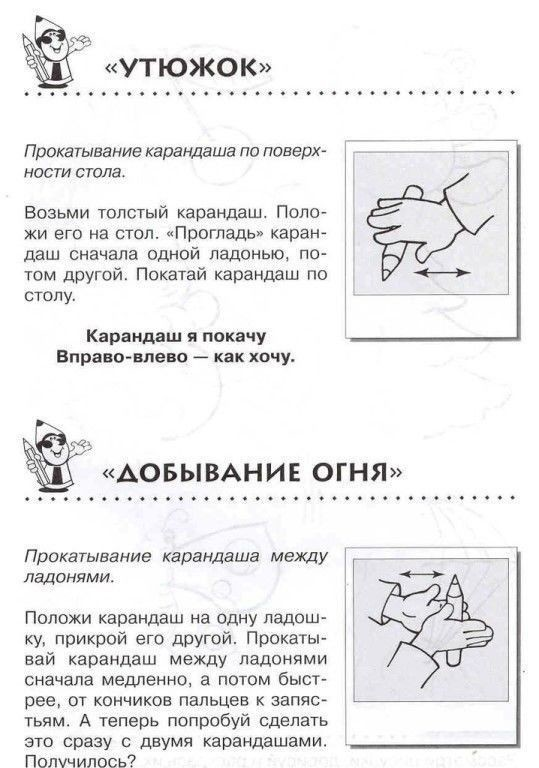 «УТЮЖОК»
Прокатывание карандаша по поверх-
ности стола.
Возьми толстый карандаш. Поло-
жи его на стол. «Прогладь» каран-
даш сначала одной ладонью, по-
том другой. Покатай карандаш по
столу.
Карандаш я покачу
Вправо-влево — как хочу.
«ДОБЫВАНИЕ ОГНЯ»
Прокатывание карандаша между
ладонями.
Положи карандаш на одну ладош-
ку, прикрой его другой. Прокаты-
вай карандаш между ладонями
сначала медленно, а потом быст-
рее, от кончиков пальцев к запяс-
тьям. А теперь попробуй сделать
это сразу с двумя карандашами.
Получилось?